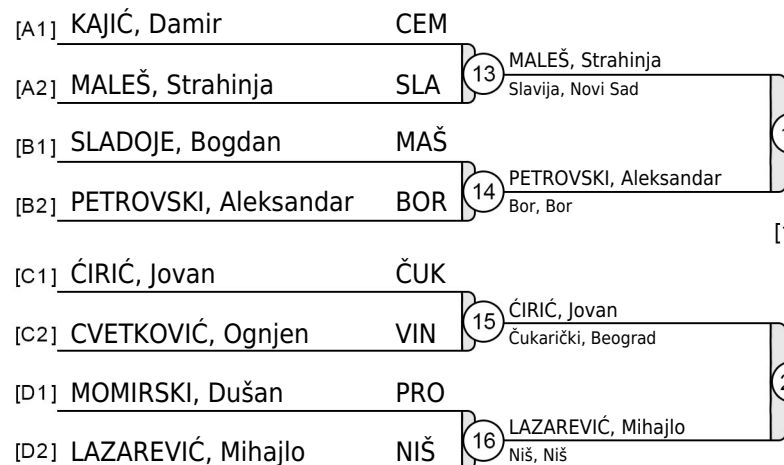 [A1] KAJIĆ, Damir CEM
13 MALEŠ, Strahinja
[A2] MALEŠ, Strahinja SLA
Slavija, Novi Sad
[B1] SLADOJE, Bogdan MAŠ
14 PETROVSKI, Aleksandar
[B2] PETROVSKI, Aleksandar BOR
Bor, Bor
[C1] ĆIRIĆ, Jovan ČUK
15 ĆIRIĆ, Jovan
[C2] CVETKOVIĆ, Ognjen VIN
Čukarički, Beograd
[D1] MOMIRSKI, Dušan PRO
16 LAZAREVIĆ, Mihajlo
[D2] LAZAREVIĆ, Mihajlo NIŠ
Niš, Niš